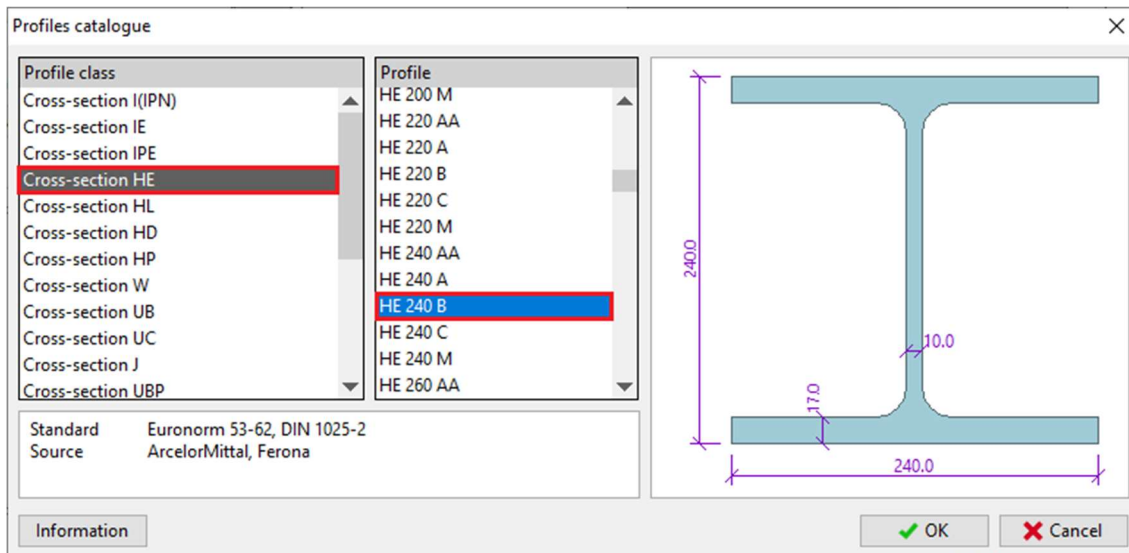 Profiles catalogue
Profile class
Cross-section I(IPN)
Cross-section IE
Cross-section IPE
Cross-section HE
Cross-section HL
Cross-section HD
Cross-section HP
Cross-section W
Cross-section UB
Cross-section UC
Cross-section J
Cross-section UBP
Profile
HE 200 M
HE 220 AA
HE 220 A
HE 220 B
HE 220 C
HE 220 M
HE 240 AA
HE 240 A
HE 240 B
HE 240 C
HE 240 M
HE 260 AA
240.0
10.0
17.0
240.0
Standard Euronorm 53-62, DIN 1025-2
Source ArcelorMittal, Ferona
Information
OK
Cancel